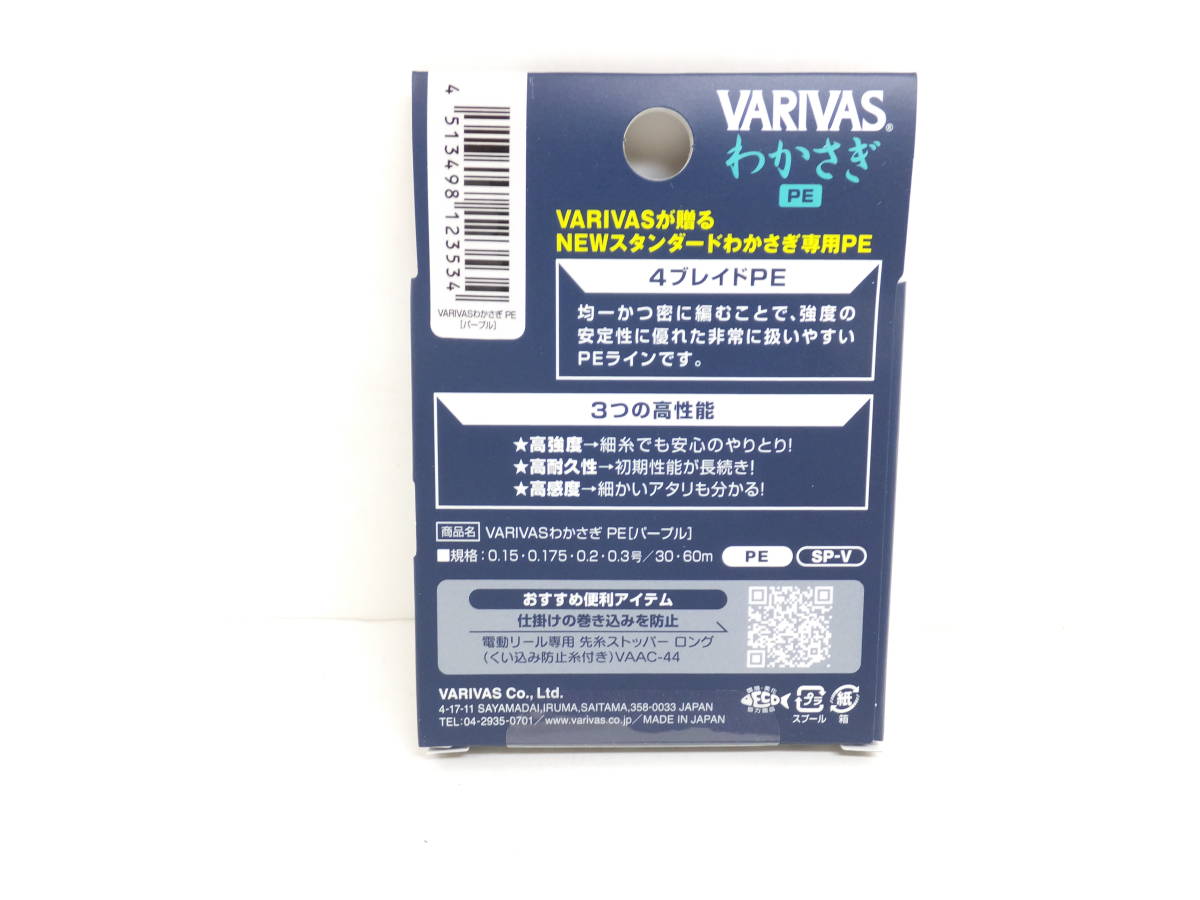 4 513498 123534
VARIVASわかさぎ PE
[パープル]
VARIVAS®
わかさぎ
PE
VARIVASが贈る
NEWスタンダードわかさぎ専用PE
4ブレイドPE
均一かつ密に編むことで、強度の
安定性に優れた非常に扱いやすい
PEラインです。
3つの高性能
★高強度→細糸でも安心のやりとり!
★高耐久性→初期性能が長続き!
★高感度→細かいアタリも分かる!
商品名 VARIVASわかさぎ PE[パープル]
■規格:0.15・0.175・0.2・0.3号/30・60m PE SP-V
おすすめ便利アイテム
仕掛けの巻き込みを防止
電動リール専用 先糸ストッパー ロング
(くい込み防止糸付き)VAAC-44
VARIVAS Co., Ltd.
4-17-11 SAYAMADAI,IRUMA,SAITAMA,358-0033 JAPAN
TEL:04-2935-0701/www.varivas.co.jp/MADE IN JAPAN
ECO
プラ
スプール
紙
箱